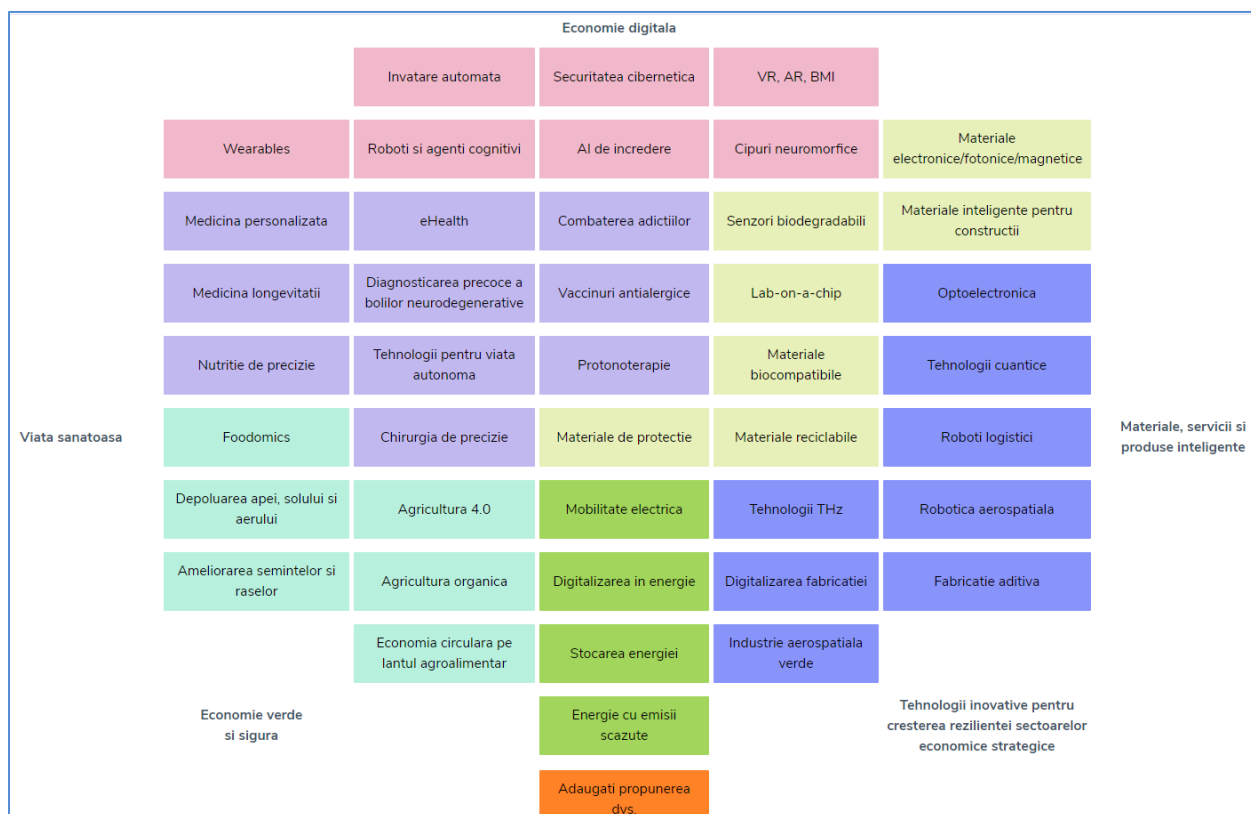 Economie digitala
Invatare automata
Securitatea cibernetica
VR, AR, BMI
Wearables
Roboti si agenti cognitivi
AI de incredere
Cipuri neuromorfice
Materiale
electronice/fotonice/magnetice
Medicina personalizata
eHealth
Combaterea adictiilor
Senzori biodegradabili
Materiale inteligente pentru
constructii
Medicina longevitatii
Diagnosticarea precoce a
bolilor neurodegenerative
Vaccinuri antialergice
Lab-on-a-chip
Optoelectronica
Nutritie de precizie
Tehnologii pentru viata
autonoma
Protonoterapie
Materiale
biocompatibile
Tehnologii cuantice
Viata sanatoasa
Foodomics
Chirurgia de precizie
Materiale de protectie
Materiale reciclabile
Roboti logistici
Materiale, servicii si
produse inteligente
Depoluarea apei, solului si
aerului
Agricultura 4.0
Mobilitate electrica
Tehnologii THz
Robotica aerospatiala
Ameliorarea semintelor si
raselor
Agricultura organica
Digitalizarea in energie
Digitalizarea fabricatiei
Fabricatie aditiva
Economia circulara pe
lantul agroalimentar
Stocarea energiei
Industrie aerospatiala
verde
Economie verde
si sigura
Energie cu emisii
scazute
Tehnologii inovative pentru
cresterea rezilientei sectoarelor
economice strategice
Adaugati propunerea
dvs.